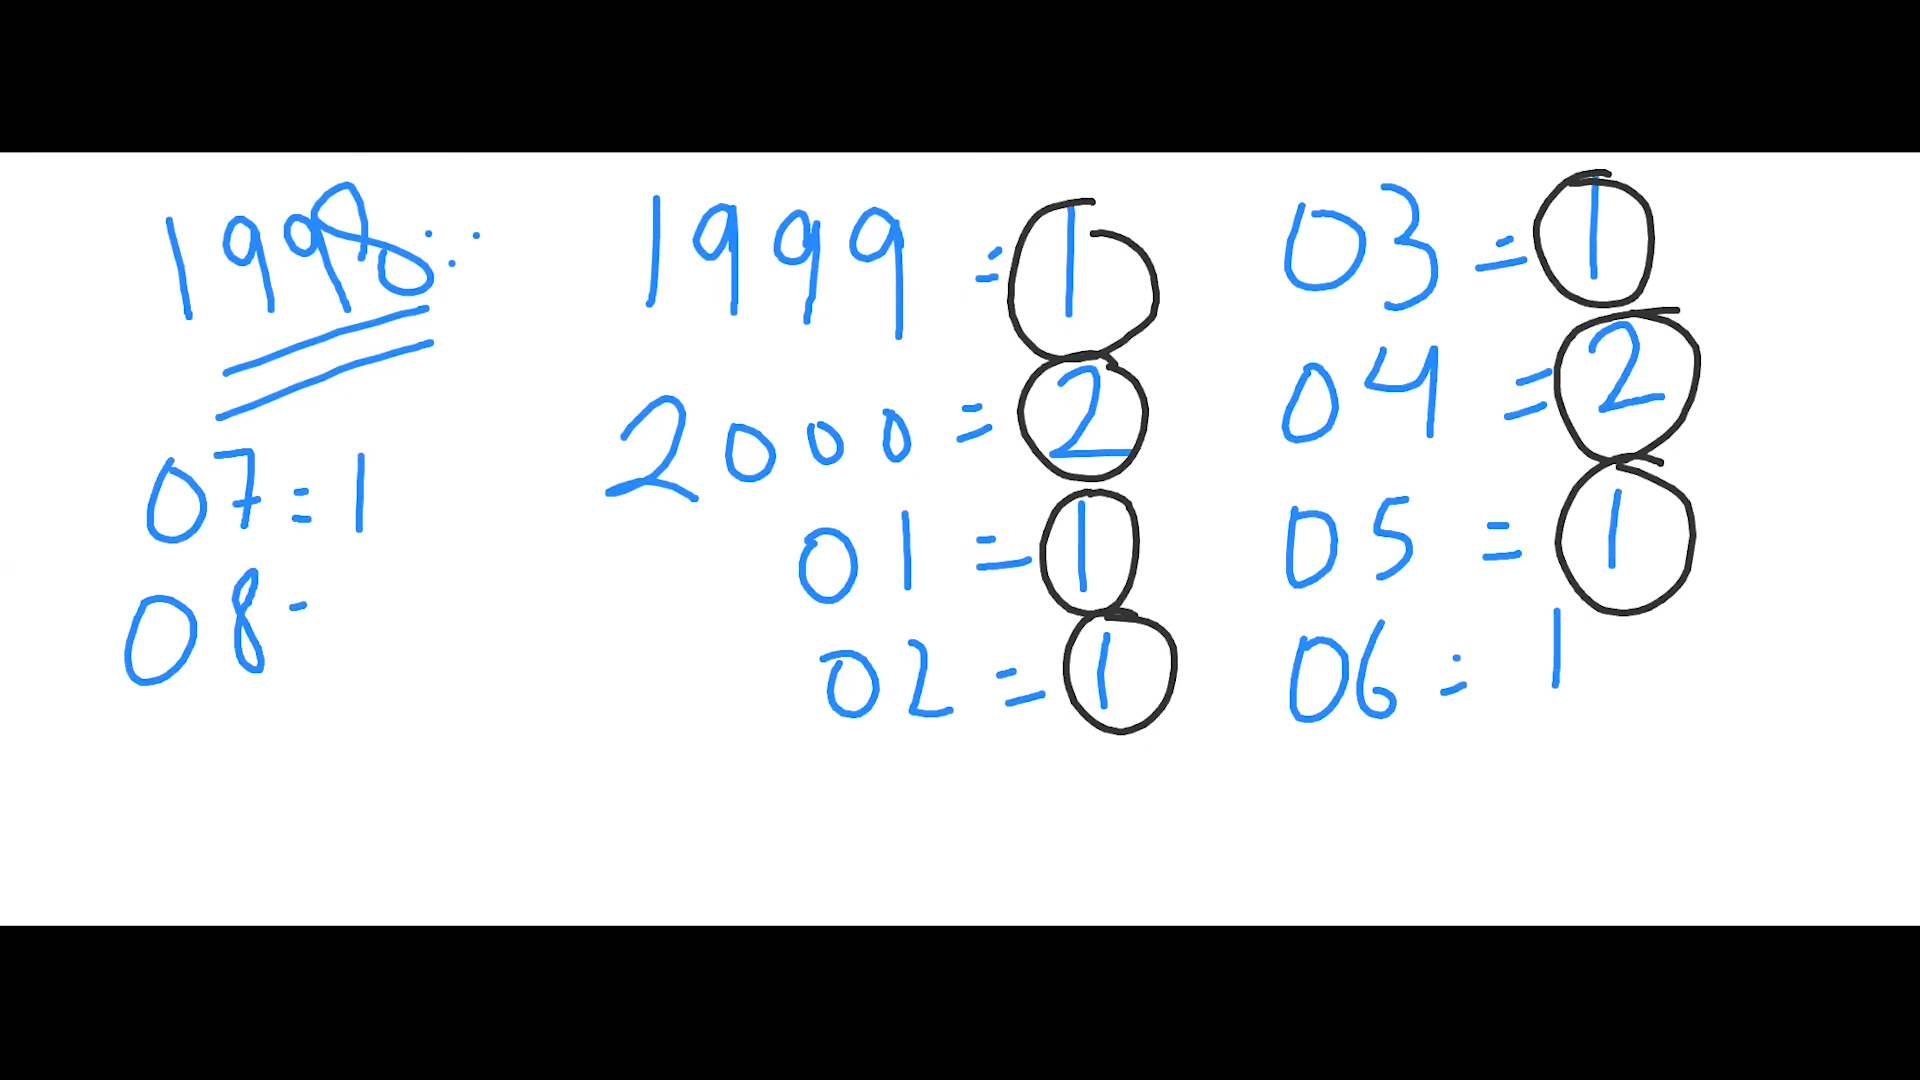 1998
07 = 1
08 -
1999 = 1
2000 = 2
01 = 1
02 = 1
03 = 1
04 = 2
05 = 1
06 = 1